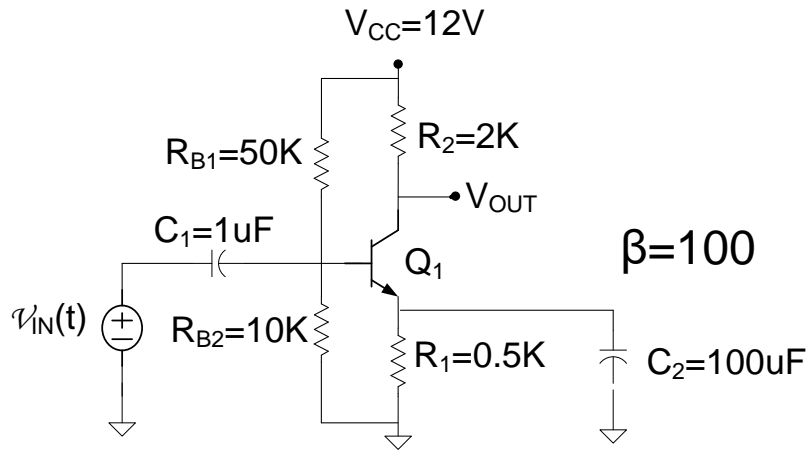 V_CC=12V
R_B1=50K
R_2=2K
V_OUT
C_1=1uF
Q_1
β=100
𝒱_IN(t)
+
−
R_B2=10K
R_1=0.5K
C_2=100uF